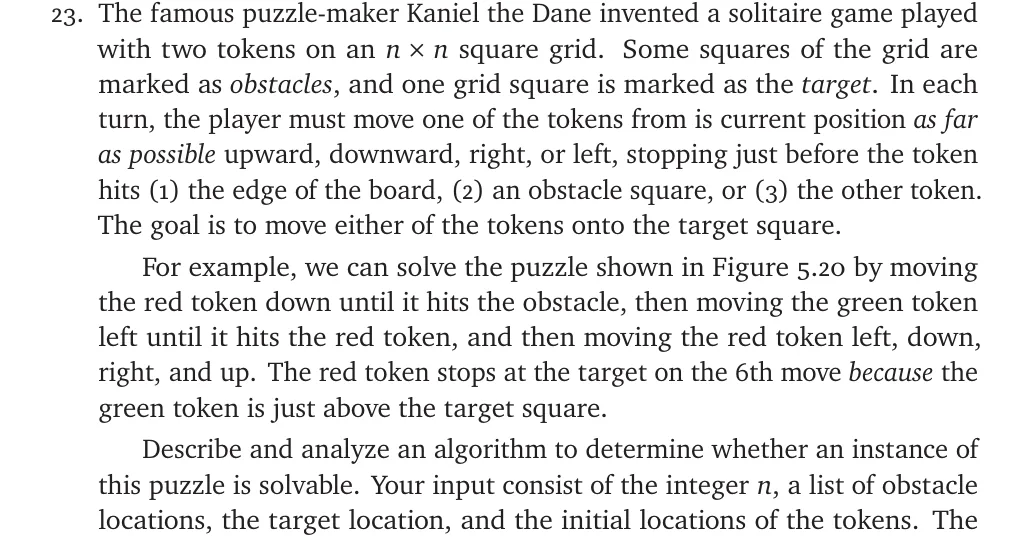 23. The famous puzzle-maker Kaniel the Dane invented a solitaire game played
with two tokens on an n × n square grid. Some squares of the grid are
marked as obstacles, and one grid square is marked as the target. In each
turn, the player must move one of the tokens from is current position as far
as possible upward, downward, right, or left, stopping just before the token
hits (1) the edge of the board, (2) an obstacle square, or (3) the other token.
The goal is to move either of the tokens onto the target square.
For example, we can solve the puzzle shown in Figure 5.20 by moving
the red token down until it hits the obstacle, then moving the green token
left until it hits the red token, and then moving the red token left, down,
right, and up. The red token stops at the target on the 6th move because the
green token is just above the target square.
Describe and analyze an algorithm to determine whether an instance of
this puzzle is solvable. Your input consist of the integer n, a list of obstacle
locations, the target location, and the initial locations of the tokens. The